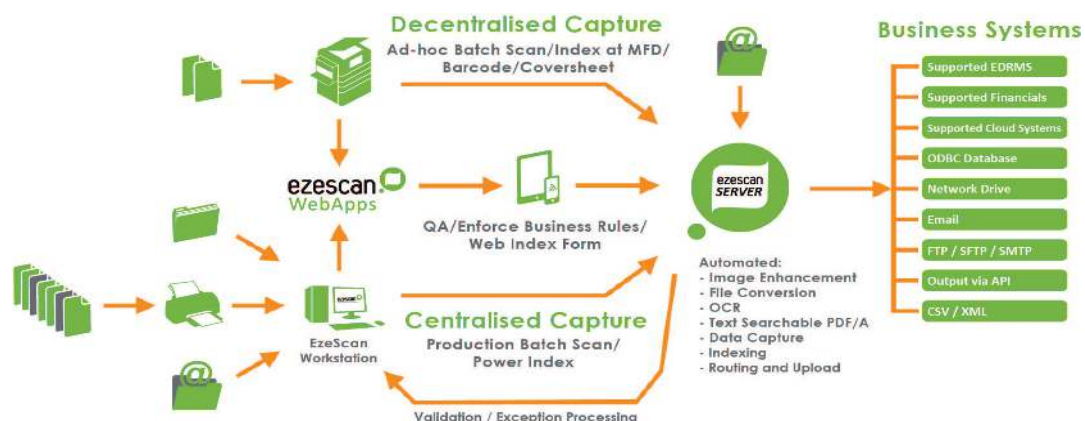 Decentralised Capture
Ad-hoc Batch Scan/Index at MFD/
Barcode/Coversheet
@
Business Systems
Supported EDRMS
Supported Financials
Supported Cloud Systems
ODBC Database
Network Drive
Email
FTP / SFTP / SMTP
Output via API
CSV / XML
ezescan
WebApps
QA/Enforce Business Rules/
Web Index Form
ezescan
SERVER
Automated:
- Image Enhancement
- File Conversion
- OCR
- Text Searchable PDF/A
- Data Capture
- Indexing
- Routing and Upload
ezescan
EzeScan
Workstation
Centralised Capture
Production Batch Scan/
Power Index
@
Validation / Exception Processing